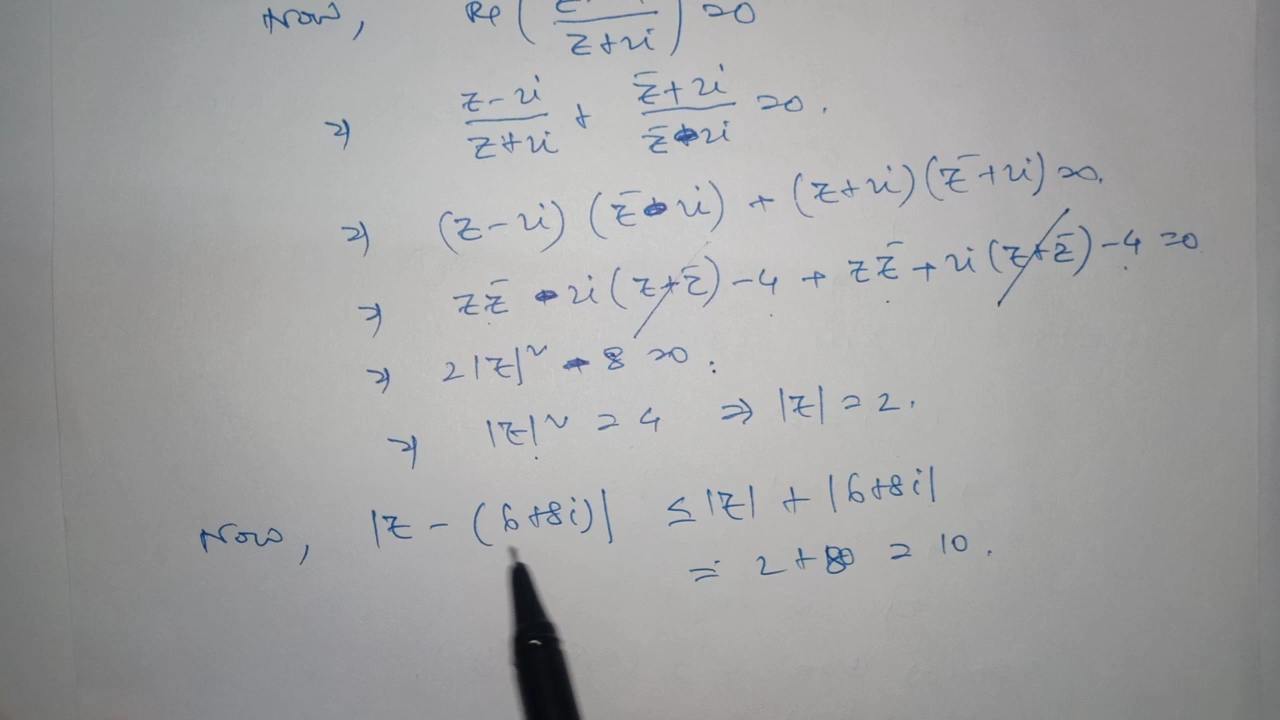 Now, Re( / z+2i) = 0
⇒ z-2i/z+2i + z̄+2i/z̄-2i = 0.
⇒ (z-2i)(z̄-2i) + (z+2i)(z̄+2i) = 0.
⇒ zz̄ - 2i(z+z̄) - 4 + zz̄ + 2i(z+z̄) - 4 = 0
⇒ 2|z|² - 8 = 0.
⇒ |z|² = 4 ⇒ |z| = 2.
Now, |z - (6+8i)| ≤ |z| + |6+8i|
= 2 + = 10.